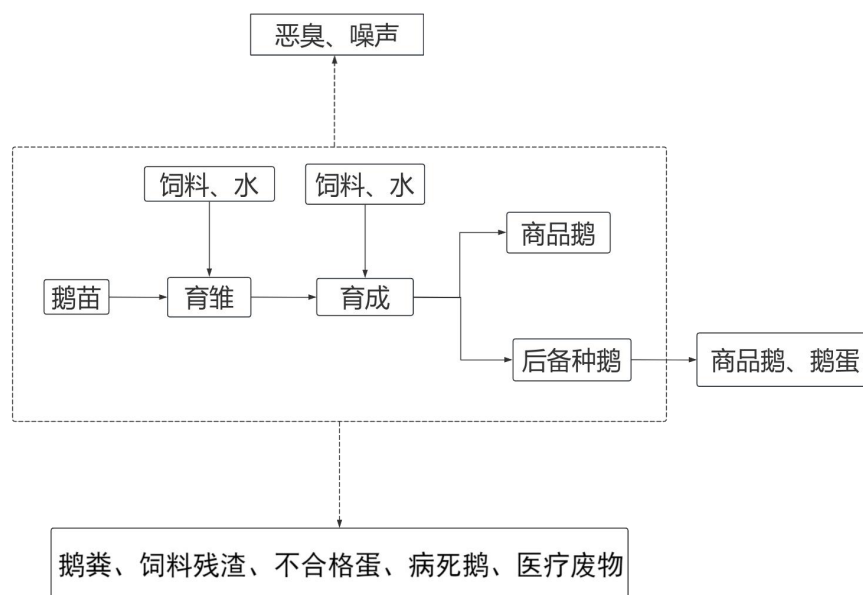 恶臭、噪声
饲料、水
饲料、水
商品鹅
鹅苗
育雏
育成
后备种鹅
商品鹅、鹅蛋
鹅粪、饲料残渣、不合格蛋、病死鹅、医疗废物